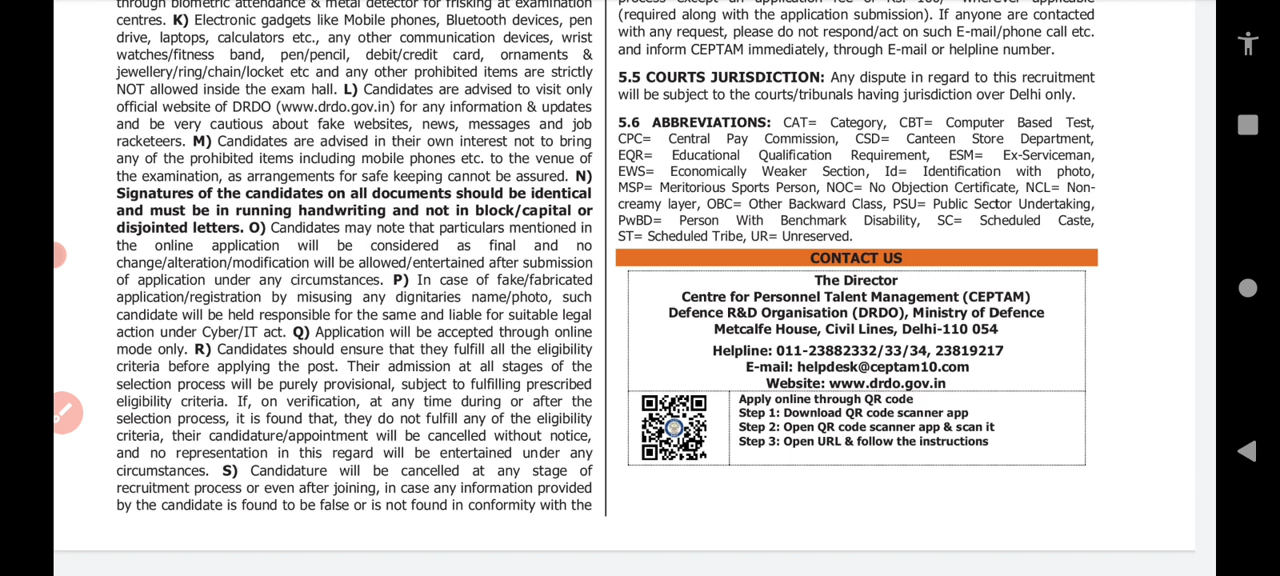 through biometric attendance & metal detector for frisking at examination
centres. K) Electronic gadgets like Mobile phones, Bluetooth devices, pen
drive, laptops, calculators etc., any other communication devices, wrist
watches/fitness band, pen/pencil, debit/credit card, ornaments &
jewellery/ring/chain/locket etc and any other prohibited items are strictly
NOT allowed inside the exam hall. L) Candidates are advised to visit only
official website of DRDO (www.drdo.gov.in) for any information & updates
and be very cautious about fake websites, news, messages and job
racketeers. M) Candidates are advised in their own interest not to bring
any of the prohibited items including mobile phones etc. to the venue of
the examination, as arrangements for safe keeping cannot be assured. N)
Signatures of the candidates on all documents should be identical
and must be in running handwriting and not in block/capital or
disjointed letters. O) Candidates may note that particulars mentioned in
the online application will be considered as final and no
change/alteration/modification will be allowed/entertained after submission
of application under any circumstances. P) In case of fake/fabricated
application/registration by misusing any dignitaries name/photo, such
candidate will be held responsible for the same and liable for suitable legal
action under Cyber/IT act. Q) Application will be accepted through online
mode only. R) Candidates should ensure that they fulfill all the eligibility
criteria before applying the post. Their admission at all stages of the
selection process will be purely provisional, subject to fulfilling prescribed
eligibility criteria. If, on verification, at any time during or after the
selection process, it is found that, they do not fulfill any of the eligibility
criteria, their candidature/appointment will be cancelled without notice,
and no representation in this regard will be entertained under any
circumstances. S) Candidature will be cancelled at any stage of
recruitment process or even after joining, in case any information provided
by the candidate is found to be false or is not found in conformity with the
process except an application fee of Rs. 100/- wherever applicable
(required along with the application submission). If anyone are contacted
with any request, please do not respond/act on such E-mail/phone call etc.
and inform CEPTAM immediately, through E-mail or helpline number.
5.5 COURTS JURISDICTION: Any dispute in regard to this recruitment
will be subject to the courts/tribunals having jurisdiction over Delhi only.
5.6 ABBREVIATIONS: CAT= Category, CBT= Computer Based Test,
CPC= Central Pay Commission, CSD= Canteen Store Department,
EQR= Educational Qualification Requirement, ESM= Ex-Serviceman,
EWS= Economically Weaker Section, Id= Identification with photo,
MSP= Meritorious Sports Person, NOC= No Objection Certificate, NCL= Non-
creamy layer, OBC= Other Backward Class, PSU= Public Sector Undertaking,
PwBD= Person With Benchmark Disability, SC= Scheduled Caste,
ST= Scheduled Tribe, UR= Unreserved.
CONTACT US
The Director
Centre for Personnel Talent Management (CEPTAM)
Defence R&D Organisation (DRDO), Ministry of Defence
Metcalfe House, Civil Lines, Delhi-110 054
Helpline: 011-23882332/33/34, 23819217
E-mail: helpdesk@ceptam10.com
Website: www.drdo.gov.in
Apply online through QR code
Step 1: Download QR code scanner app
Step 2: Open QR code scanner app & scan it
Step 3: Open URL & follow the instructions